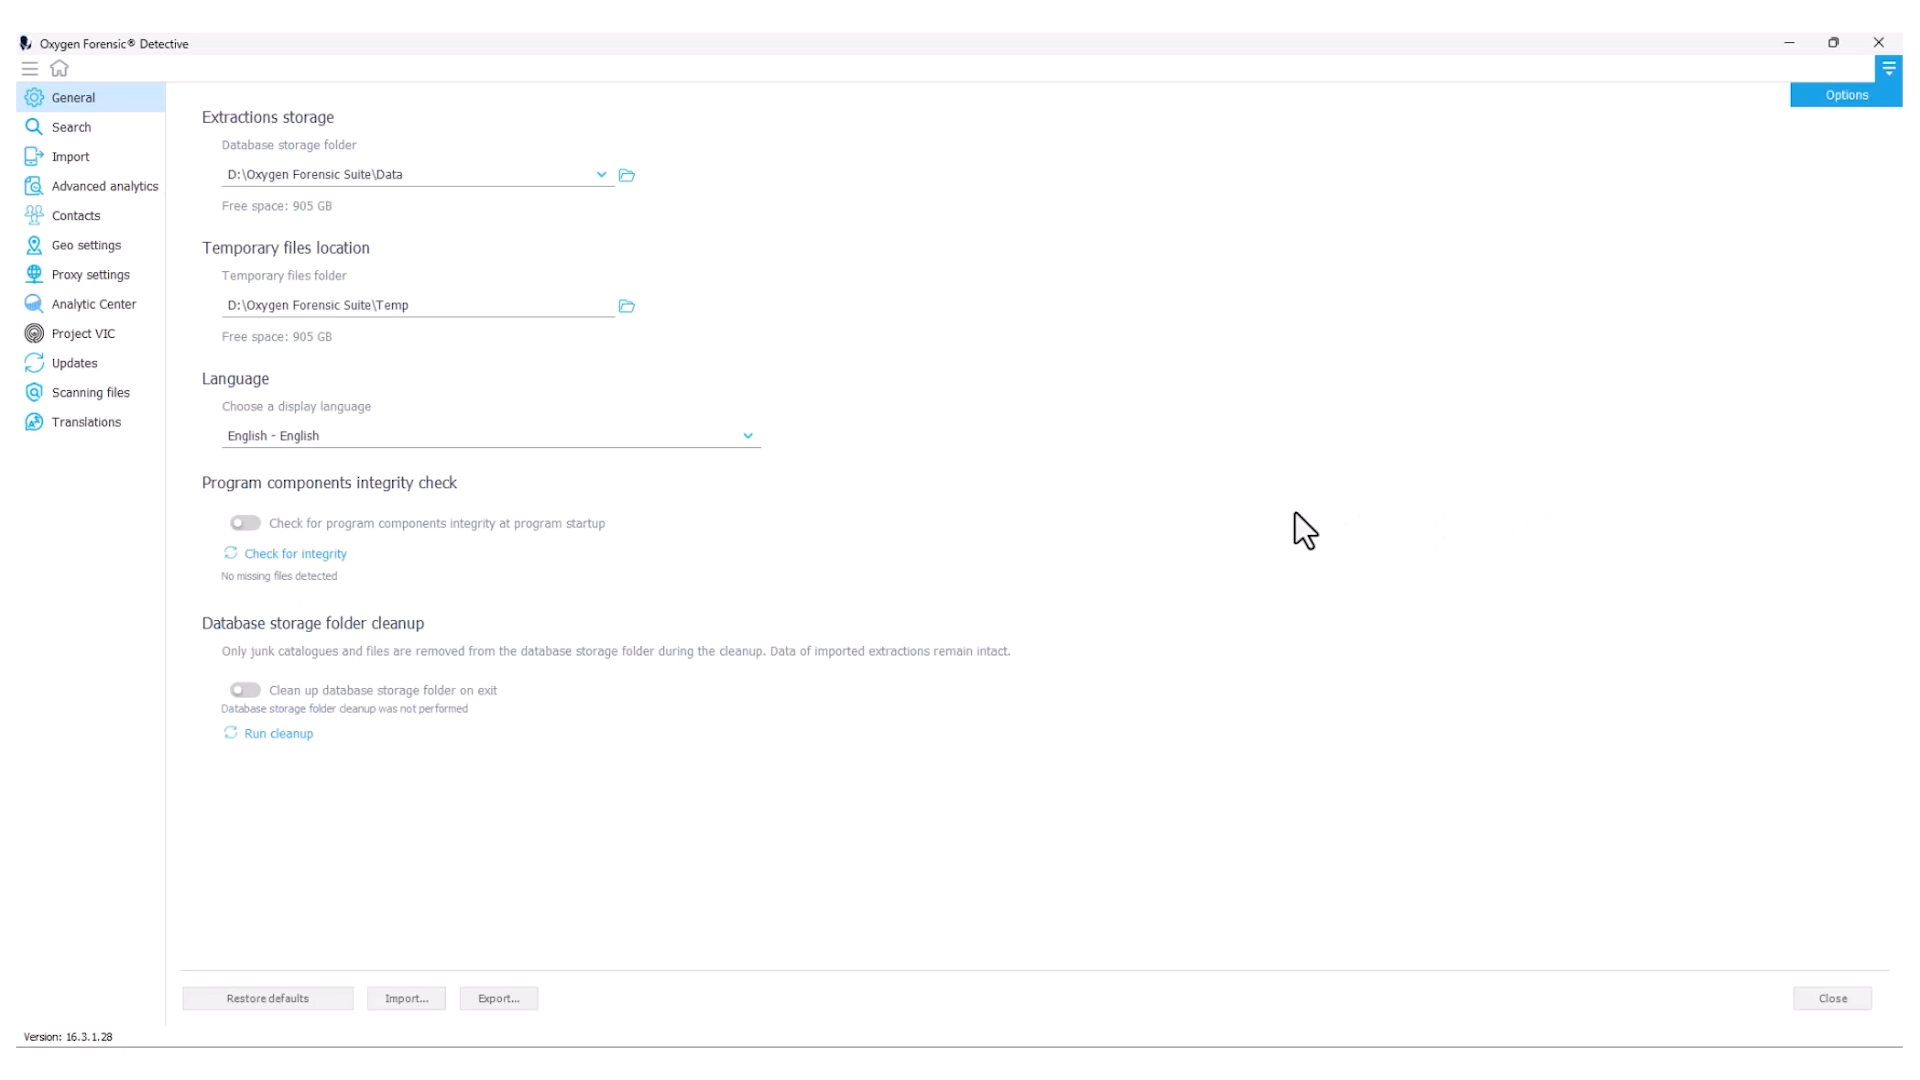 Oxygen Forensic® Detective
Options
General
Search
Import
Advanced analytics
Contacts
Geo settings
Proxy settings
Analytic Center
Project VIC
Updates
Scanning files
Translations
Extractions storage
Database storage folder
D:\Oxygen Forensic Suite\Data
Free space: 905 GB
Temporary files location
Temporary files folder
D:\Oxygen Forensic Suite\Temp
Free space: 905 GB
Language
Choose a display language
English - English
Program components integrity check
Check for program components integrity at program startup
Check for integrity
No missing files detected
Database storage folder cleanup
Only junk catalogues and files are removed from the database storage folder during the cleanup. Data of imported extractions remain intact.
Clean up database storage folder on exit
Database storage folder cleanup was not performed
Run cleanup
Restore defaults Import... Export... Close
Version: 16.3.1.28